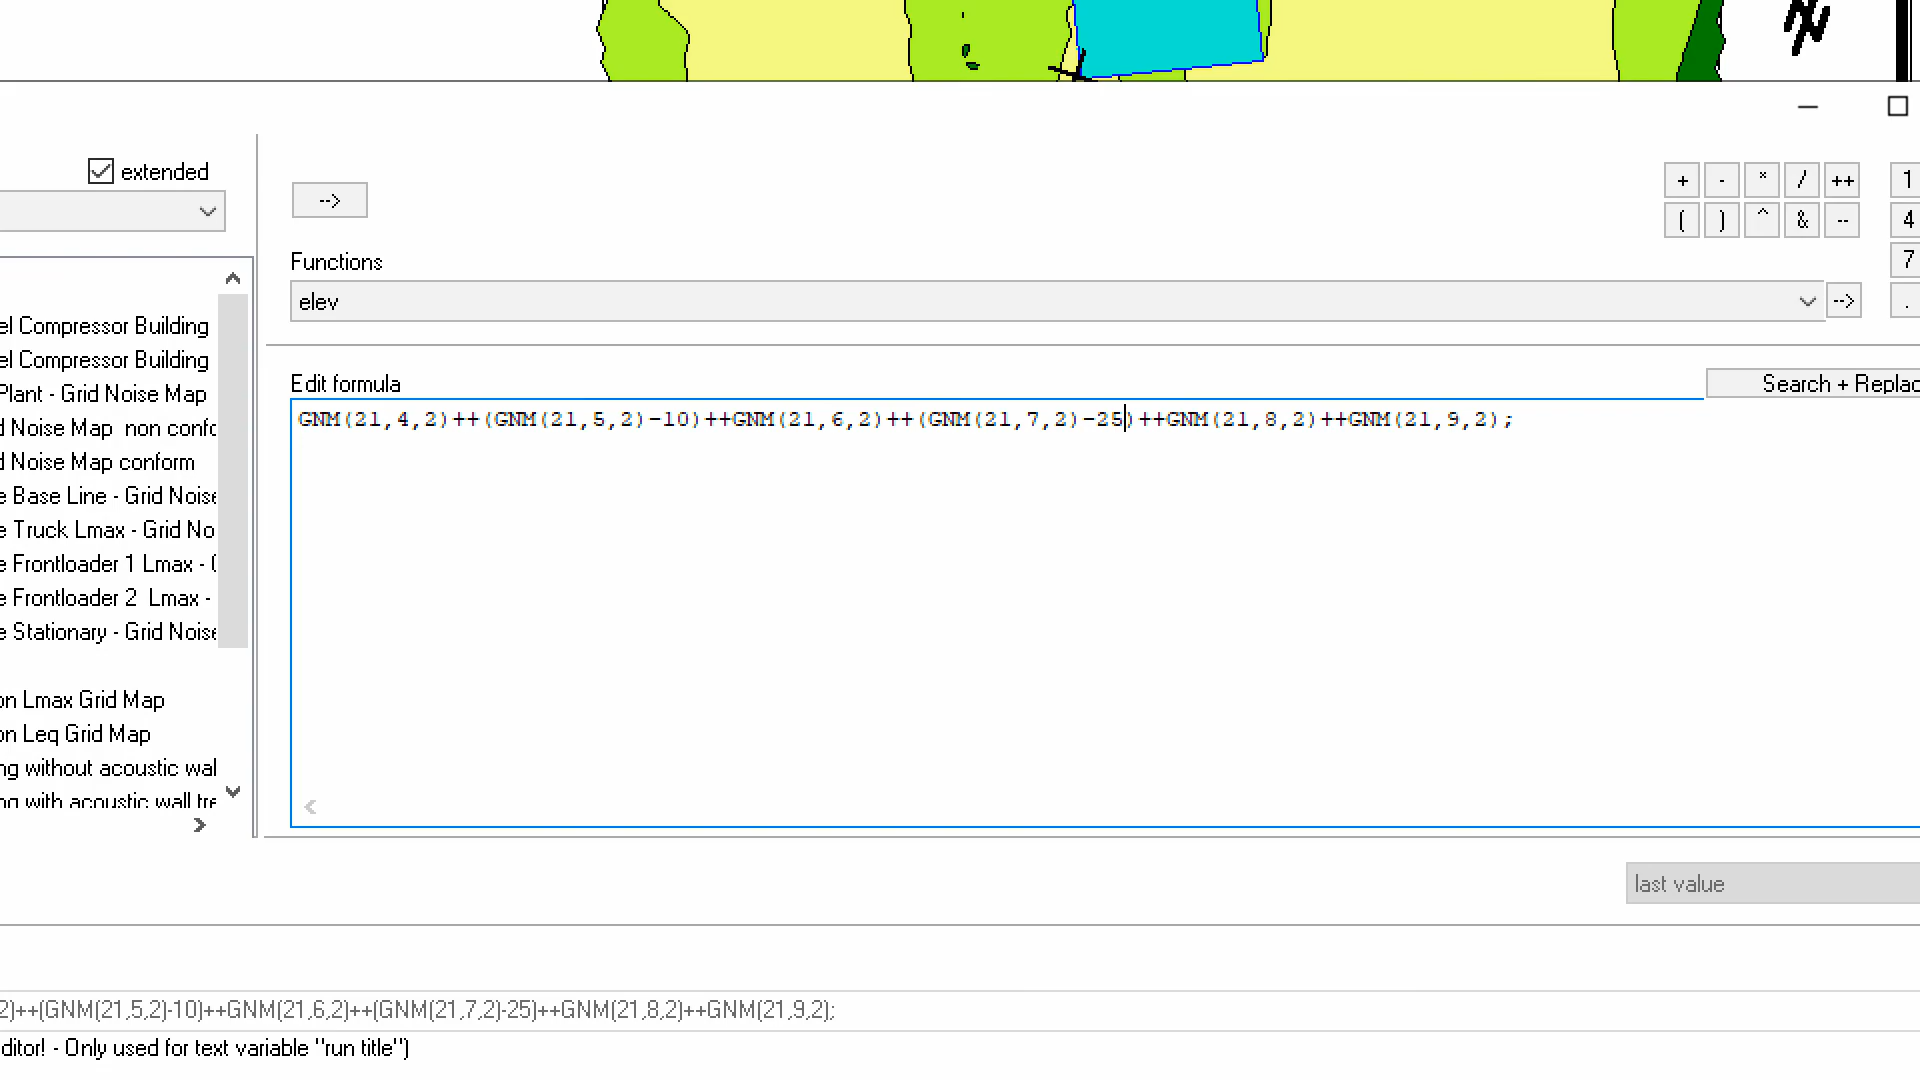 extended
-->
+ - * / ++ 1
( ) ^ & -- 4
7
.
Functions
elev
-->
el Compressor Building
el Compressor Building
Plant - Grid Noise Map
d Noise Map non confo
d Noise Map conform
e Base Line - Grid Noise
e Truck Lmax - Grid No
e Frontloader 1 Lmax - (
e Frontloader 2 Lmax -
e Stationary - Grid Noise
on Lmax Grid Map
on Leq Grid Map
ng without acoustic wal
ng with acoustic wall tre
Edit formula
Search + Replac
GNM(21,4,2)++(GNM(21,5,2)-10)++GNM(21,6,2)++(GNM(21,7,2)-25)++GNM(21,8,2)++GNM(21,9,2);
last value
2)++(GNM(21,5,2)-10)++GNM(21,6,2)++(GNM(21,7,2)-25)++GNM(21,8,2)++GNM(21,9,2);
ditor! - Only used for text variable "run title")